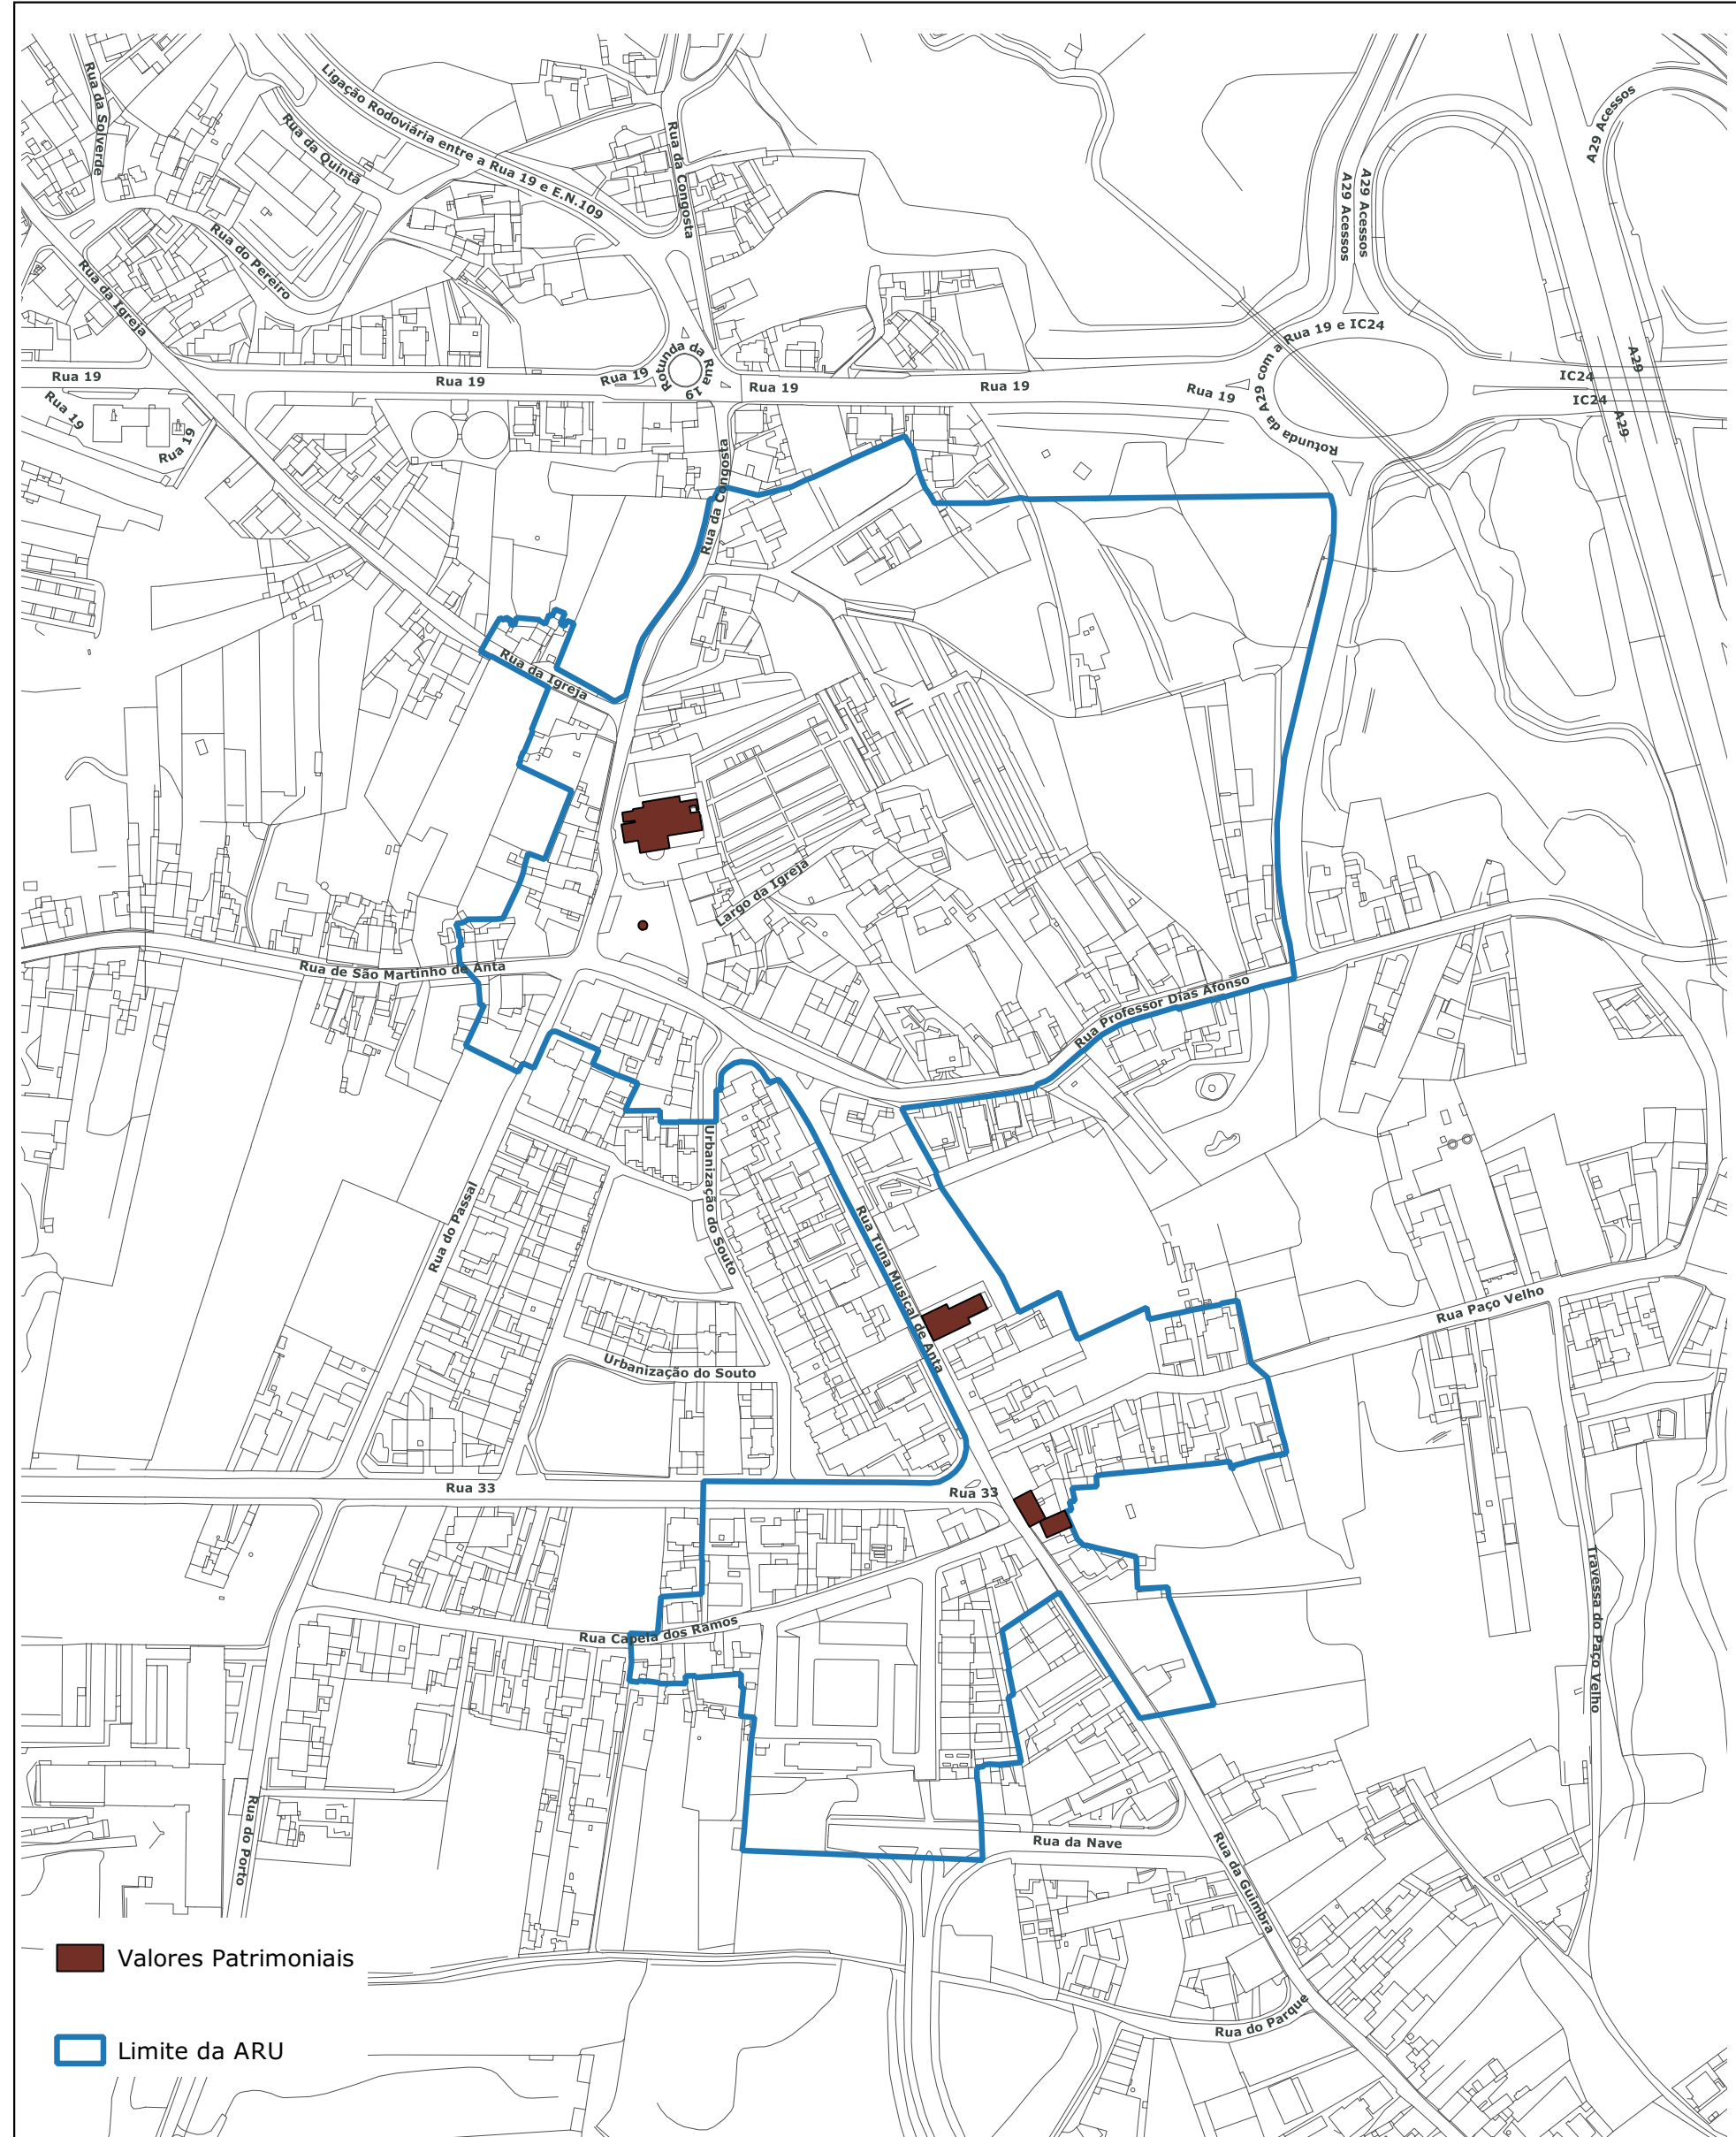 Rua da Solverde
Ligação Rodoviária entre a Rua 19 e E.N.109
Rua da Quintã
Rua da Congosta
A29 Acessos
A29 Acessos
A29 Acessos
Rua do Pereiro
Rua da Igreja
Rotunda da Rua 19
Rotunda da A29 com a Rua 19 e IC24
Rua 19
Rua 19
Rua 19
Rua 19
Rua 19
Rua 19
IC24
IC24
A29
A29
Rua 19
Rua 19
Rua da Congosta
Rua da Igreja
Largo da Igreja
Rua de São Martinho de Anta
Rua Professor Dias Afonso
Urbanização do Souto
Rua do Passal
Rua Tuna Musical de Anta
Rua Paço Velho
Urbanização do Souto
Rua 33
Rua 33
Travessa do Paço Velho
Rua Capela dos Ramos
Rua do Porto
Rua da Nave
Rua da Guimbra
Rua do Parque
Valores Patrimoniais
Limite da ARU